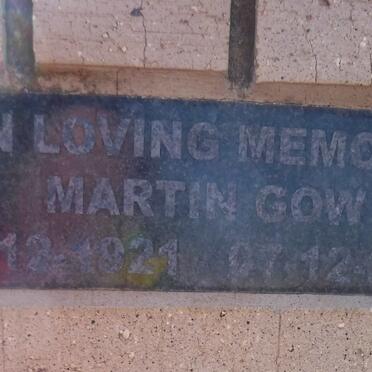 N LOVING MEMO
MARTIN GOW
12-1921 07-12-